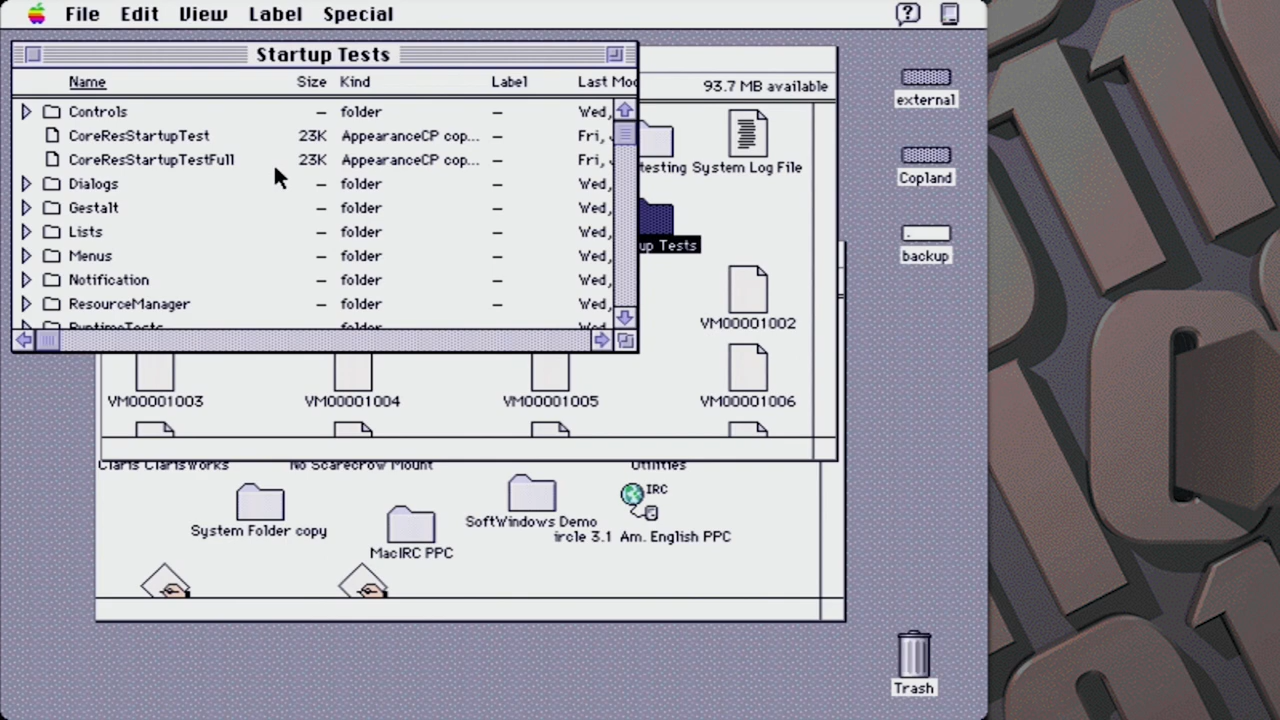 File Edit View Label Special
Startup Tests
Name Size Kind Label Last Mod
93.7 MB available
Controls – folder – Wed,
CoreResStartupTest 23K AppearanceCP cop... – Fri,
CoreResStartupTestFull 23K AppearanceCP cop... – Fri,
Dialogs – folder – Wed,
Gestalt – folder – Wed,
Lists – folder – Wed,
Menus – folder – Wed,
Notification – folder – Wed,
ResourceManager – folder – Wed,
RuntimeTests
testing System Log File
up Tests
VM00001002
VM00001003 VM00001004 VM00001005 VM00001006
Claris ClarisWorks No Scarecrow Mount Utilities
System Folder copy
MacIRC PPC
SoftWindows Demo
IRC
ircle 3.1 Am. English PPC
external
Copland
backup
Trash